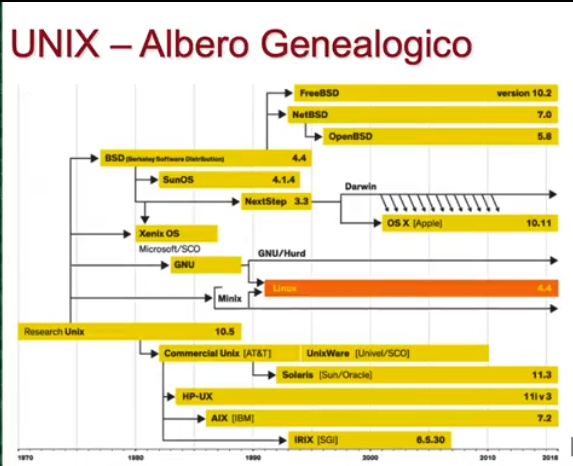 UNIX – Albero Genealogico
FreeBSD version 10.2
NetBSD 7.0
OpenBSD 5.8
BSD (Berkeley Software Distribution) 4.4
SunOS 4.1.4
Darwin
NextStep 3.3
OS X [Apple] 10.11
Xenix OS
Microsoft/SCO
GNU/Hurd
GNU
Linux 4.4
Minix
Research Unix 10.5
Commercial Unix [AT&T] UnixWare [Univel/SCO]
Solaris [Sun/Oracle] 11.3
HP-UX 11i v 3
AIX [IBM] 7.2
IRIX [SGI] 6.5.30
1970 1980 1990 2000 2010 2016